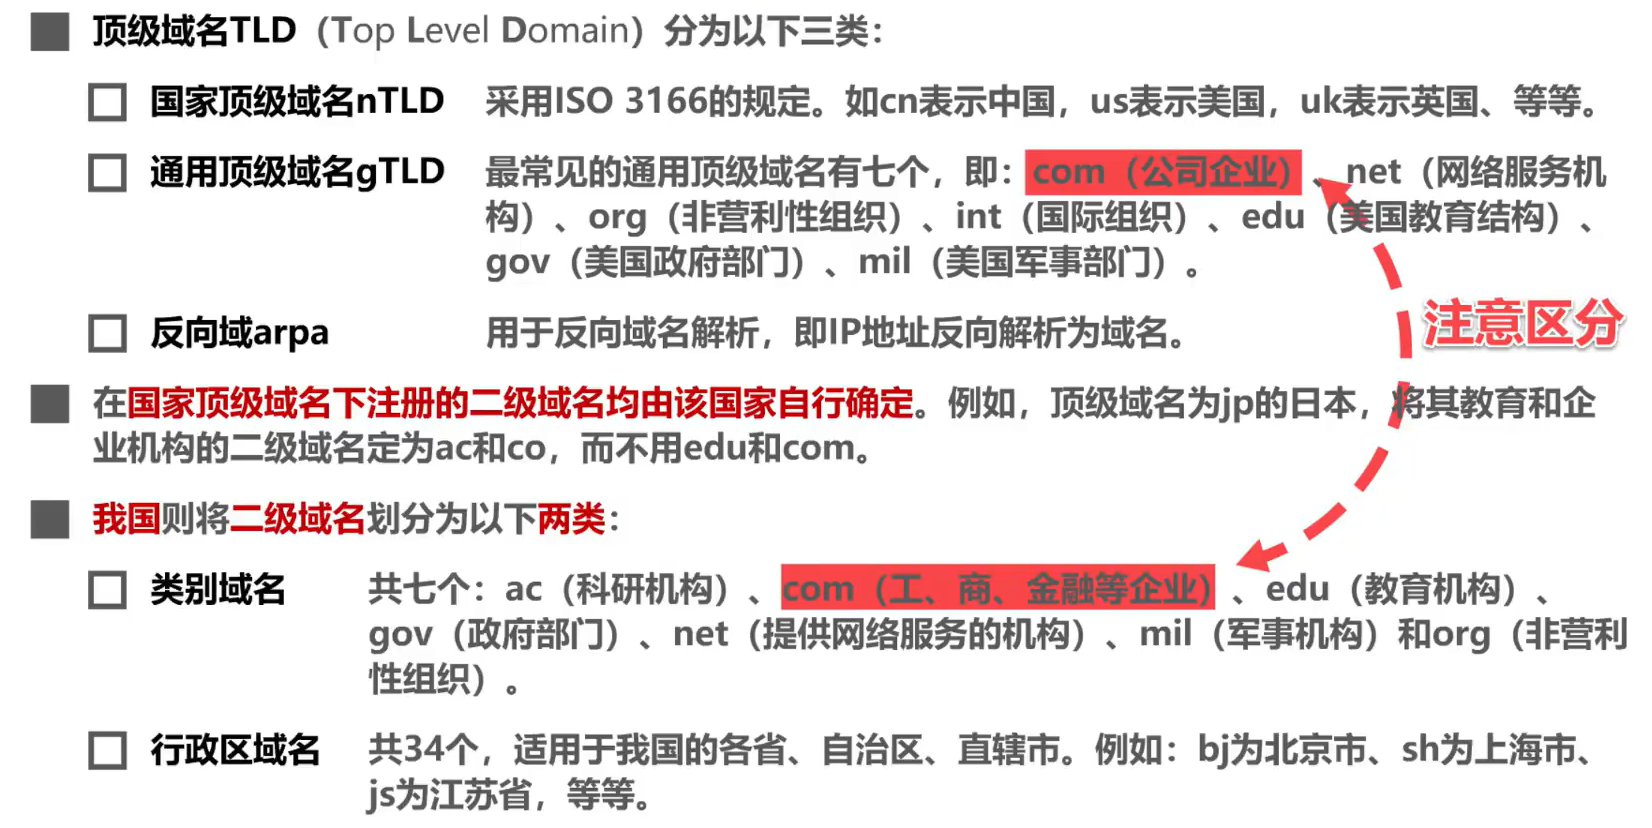 顶级域名TLD（Top Level Domain）分为以下三类：
国家顶级域名nTLD 采用ISO 3166的规定。如cn表示中国，us表示美国，uk表示英国、等等。
通用顶级域名gTLD 最常见的通用顶级域名有七个，即：com（公司企业）、net（网络服务机
构）、org（非营利性组织）、int（国际组织）、edu（美国教育结构）、
gov（美国政府部门）、mil（美国军事部门）。
反向域arpa 用于反向域名解析，即IP地址反向解析为域名。
注意区分
在国家顶级域名下注册的二级域名均由该国家自行确定。例如，顶级域名为jp的日本，将其教育和企
业机构的二级域名定为ac和co，而不用edu和com。
我国则将二级域名划分为以下两类：
类别域名 共七个：ac（科研机构）、com（工、商、金融等企业）、edu（教育机构）、
gov（政府部门）、net（提供网络服务的机构）、mil（军事机构）和org（非营利
性组织）。
行政区域名 共34个，适用于我国的各省、自治区、直辖市。例如：bj为北京市、sh为上海市、
js为江苏省，等等。